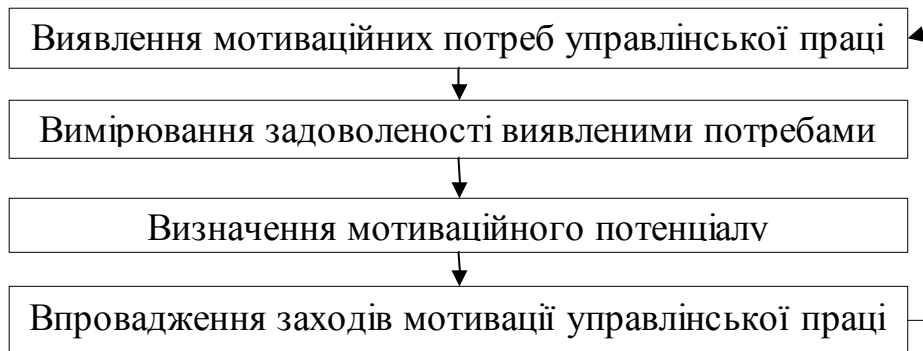 Виявлення мотиваційних потреб управлінської праці
Вимірювання задоволеності виявленими потребами
Визначення мотиваційного потенціалу
Впровадження заходів мотивації управлінської праці